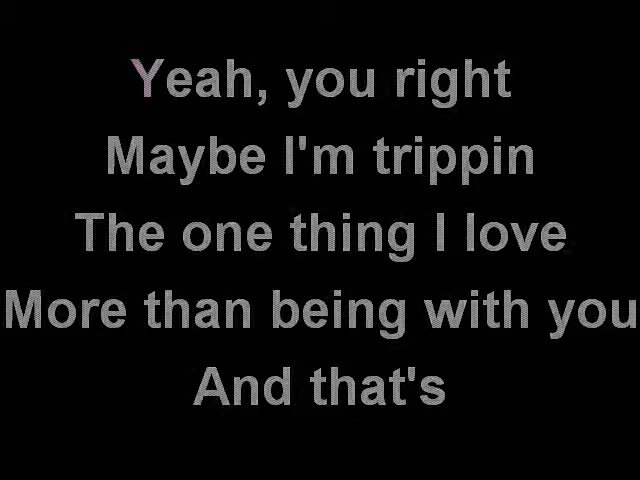 Yeah, you right
Maybe I'm trippin
The one thing I love
More than being with you
And that's